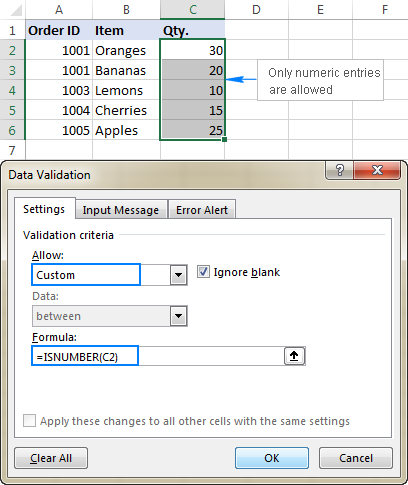 A B C D E F
1 Order ID Item Qty.
2 1001 Oranges 30
3 1001 Bananas 20
4 1003 Lemons 10
5 1004 Cherries 15
6 1005 Apples 25
7
Only numeric entries
are allowed
Data Validation
?
Settings Input Message Error Alert
Validation criteria
Allow:
Custom Ignore blank
Data:
between
Formula:
=ISNUMBER(C2)
Apply these changes to all other cells with the same settings
Clear All OK Cancel